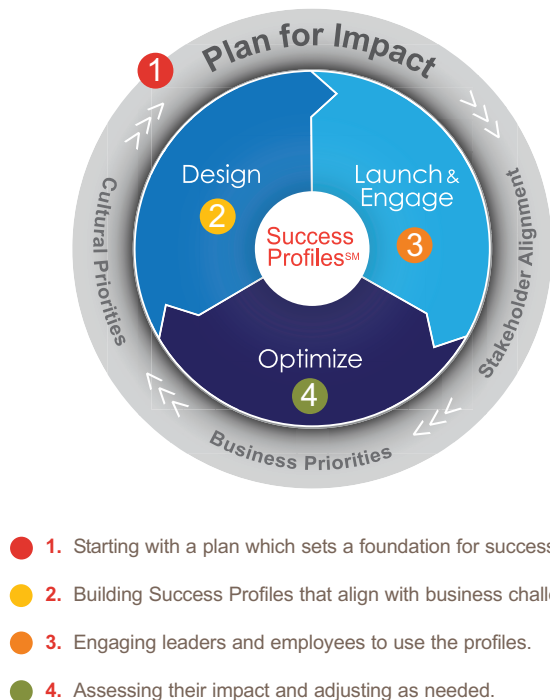 Plan for Impact
1
Design
2
Launch &
Engage
3
Success
Profiles℠
Optimize
4
Cultural Priorities
Stakeholder Alignment
Business Priorities
1. Starting with a plan which sets a foundation for success
2. Building Success Profiles that align with business
3. Engaging leaders and employees to use the profiles.
4. Assessing their impact and adjusting as needed.